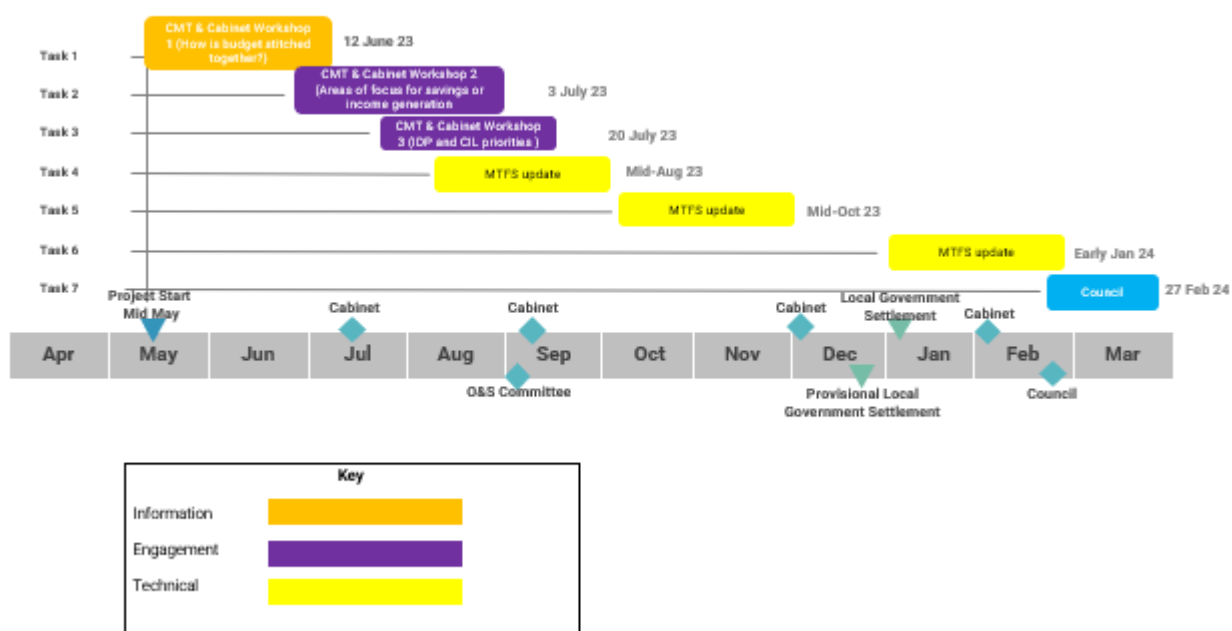 CMT & Cabinet Workshop
1 (How is budget stitched
together?)
12 June 23
Task 1
CMT & Cabinet Workshop 2
(Areas of focus for savings or
income generation
3 July 23
Task 2
CMT & Cabinet Workshop
3 (IDP and CIL priorities )
20 July 23
Task 3
Task 4
MTFS update
Mid-Aug 23
Task 5
MTFS update
Mid-Oct 23
Task 6
MTFS update
Early Jan 24
Task 7
Council
27 Feb 24
Project Start
Mid May
Cabinet
Cabinet
Cabinet
Local Government
Settlement
Cabinet
Apr May Jun Jul Aug Sep Oct Nov Dec Jan Feb Mar
O&S Committee
Provisional Local
Government Settlement
Council
Key
Information
Engagement
Technical